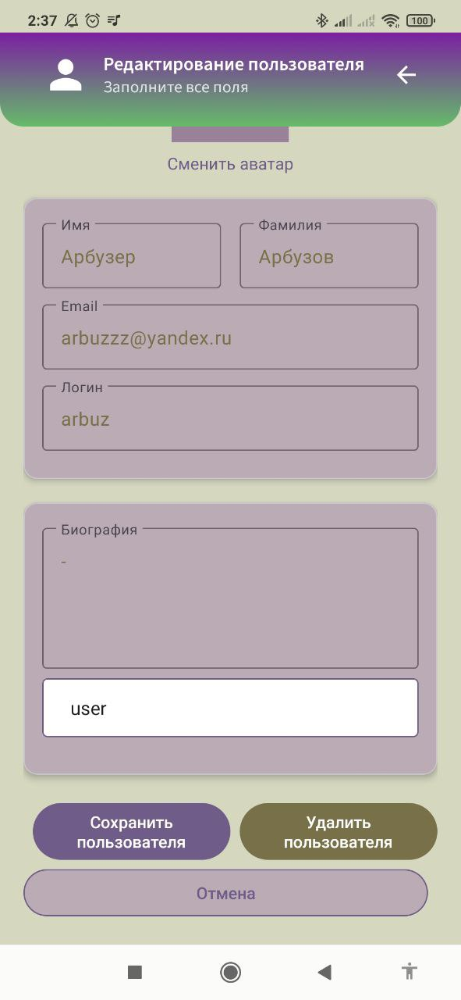 2:37
100
Редактирование пользователя
Заполните все поля
Сменить аватар
Имя
Фамилия
Арбузер
Арбузов
Email
arbuzzz@yandex.ru
Логин
arbuz
Биография
-
user
Сохранить
пользователя
Удалить
пользователя
Отмена